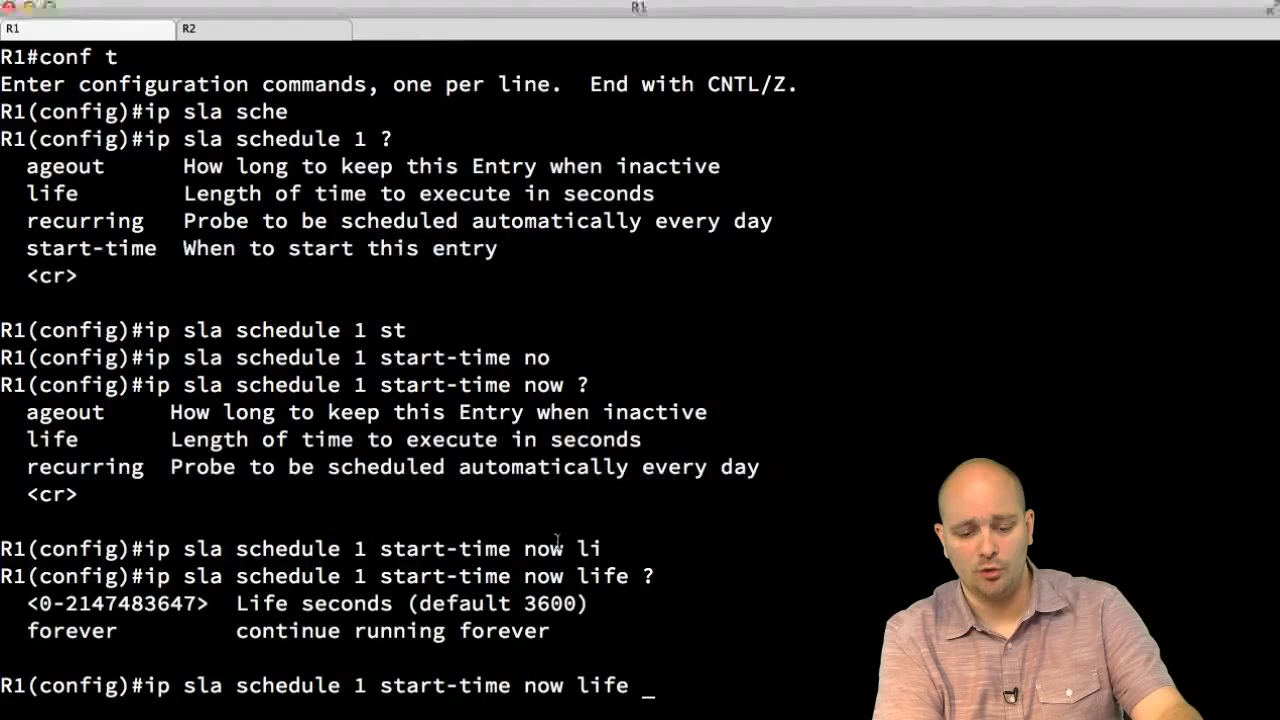 R1
R1 R2
R1#conf t
Enter configuration commands, one per line.  End with CNTL/Z.
R1(config)#ip sla sche
R1(config)#ip sla schedule 1 ?
  ageout      How long to keep this Entry when inactive
  life        Length of time to execute in seconds
  recurring   Probe to be scheduled automatically every day
  start-time  When to start this entry
  <cr>
R1(config)#ip sla schedule 1 st
R1(config)#ip sla schedule 1 start-time no
R1(config)#ip sla schedule 1 start-time now ?
  ageout     How long to keep this Entry when inactive
  life       Length of time to execute in seconds
  recurring  Probe to be scheduled automatically every day
  <cr>
R1(config)#ip sla schedule 1 start-time now li
R1(config)#ip sla schedule 1 start-time now life ?
  <0-2147483647>  Life seconds (default 3600)
  forever         continue running forever
R1(config)#ip sla schedule 1 start-time now life _